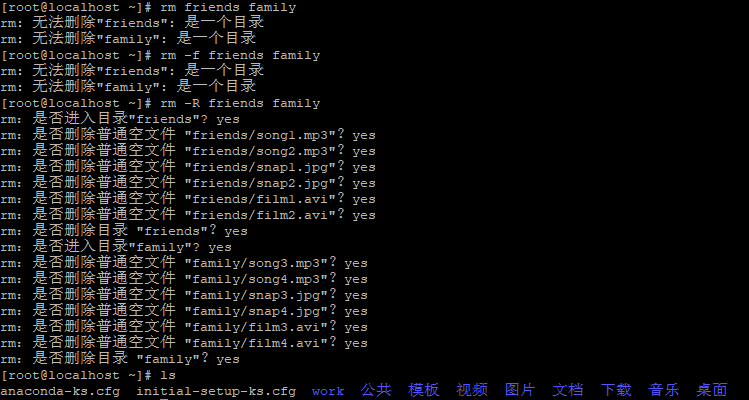 [root@localhost ~]# rm friends family
rm: 无法删除"friends": 是一个目录
rm: 无法删除"family": 是一个目录
[root@localhost ~]# rm -f friends family
rm: 无法删除"friends": 是一个目录
rm: 无法删除"family": 是一个目录
[root@localhost ~]# rm -R friends family
rm：是否进入目录"friends"? yes
rm：是否删除普通空文件 "friends/song1.mp3"？yes
rm：是否删除普通空文件 "friends/song2.mp3"？yes
rm：是否删除普通空文件 "friends/snap1.jpg"？yes
rm：是否删除普通空文件 "friends/snap2.jpg"？yes
rm：是否删除普通空文件 "friends/film1.avi"？yes
rm：是否删除普通空文件 "friends/film2.avi"？yes
rm：是否删除目录 "friends"？yes
rm：是否进入目录"family"? yes
rm：是否删除普通空文件 "family/song3.mp3"？yes
rm：是否删除普通空文件 "family/song4.mp3"？yes
rm：是否删除普通空文件 "family/snap3.jpg"？yes
rm：是否删除普通空文件 "family/snap4.jpg"？yes
rm：是否删除普通空文件 "family/film3.avi"？yes
rm：是否删除普通空文件 "family/film4.avi"？yes
rm：是否删除目录 "family"？yes
[root@localhost ~]# ls
anaconda-ks.cfg  initial-setup-ks.cfg  work  公共  模板  视频  图片  文档  下载  音乐  桌面